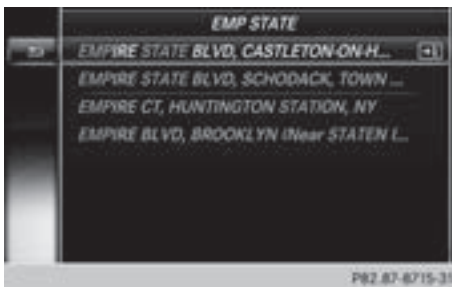 EMP STATE
EMPIRE STATE BLVD, CASTLETON-ON-H...
EMPIRE STATE BLVD, SCHODACK, TOWN ...
EMPIRE CT, HUNTINGTON STATION, NY
EMPIRE BLVD, BROOKLYN (Near STATEN I...
P82.87-8715-31